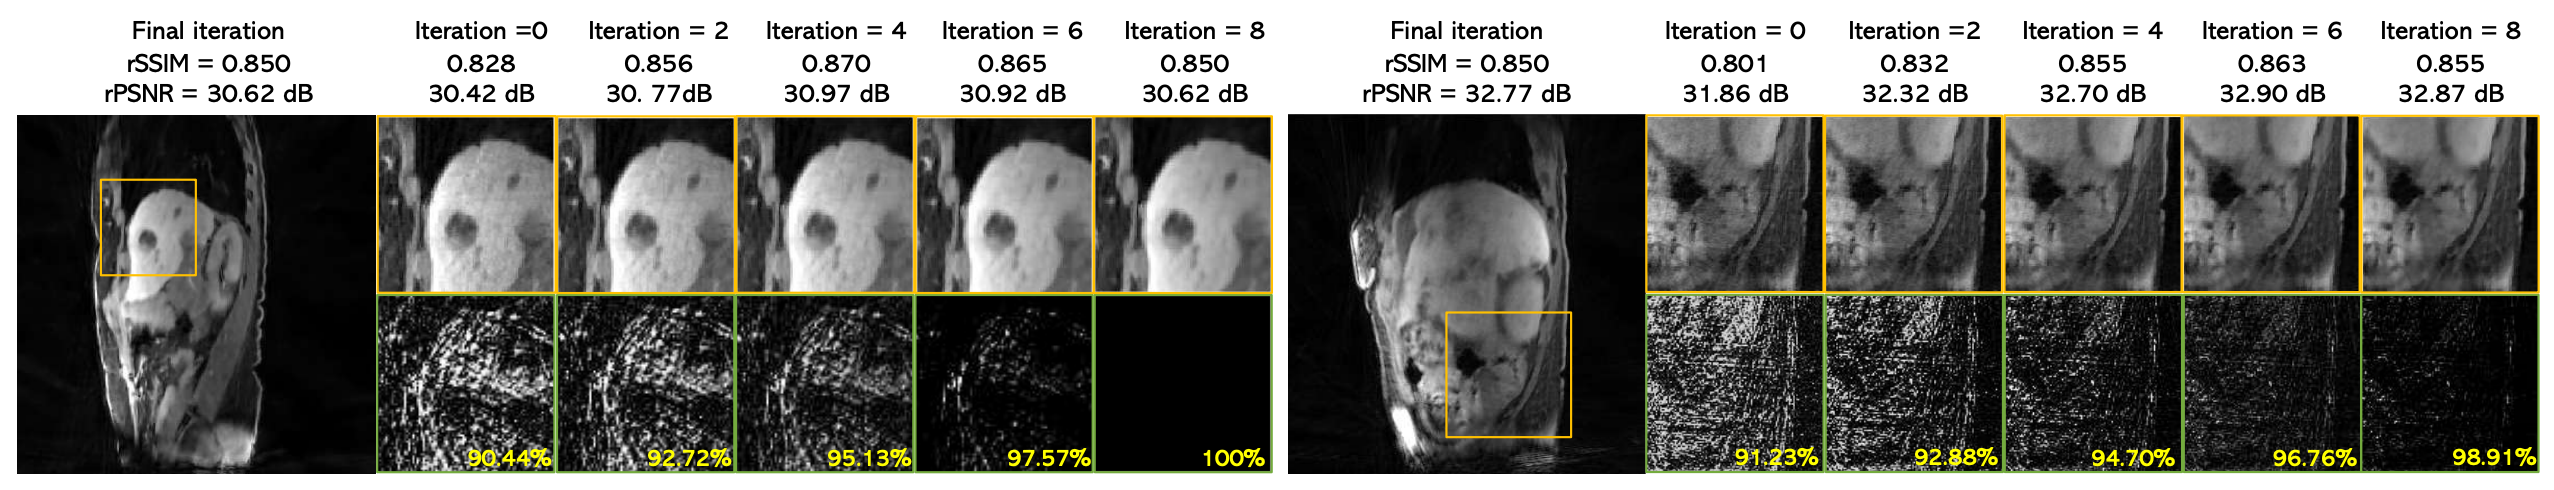 Final iteration
rSSIM = 0.850
rPSNR = 30.62 dB
Iteration =0
0.828
30.42 dB
Iteration = 2
0.856
30. 77dB
Iteration = 4
0.870
30.97 dB
Iteration = 6
0.865
30.92 dB
Iteration = 8
0.850
30.62 dB
90.44%
92.72%
95.13%
97.57%
100%
Final iteration
rSSIM = 0.850
rPSNR = 32.77 dB
Iteration = 0
0.801
31.86 dB
Iteration =2
0.832
32.32 dB
Iteration = 4
0.855
32.70 dB
Iteration = 6
0.863
32.90 dB
Iteration = 8
0.855
32.87 dB
91.23%
92.88%
94.70%
96.76%
98.91%